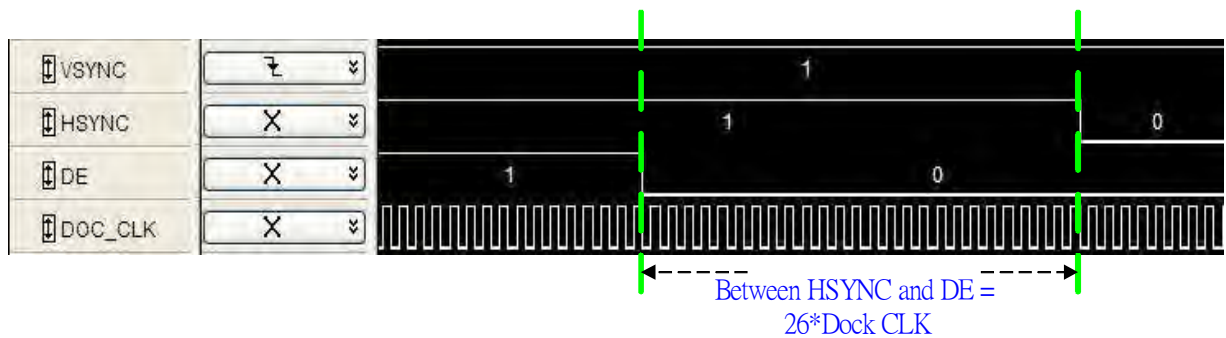 VSYNC
1
HSYNC
X
1
0
DE
X
1
0
DOC_CLK
X
Between HSYNC and DE =
26*Dock CLK